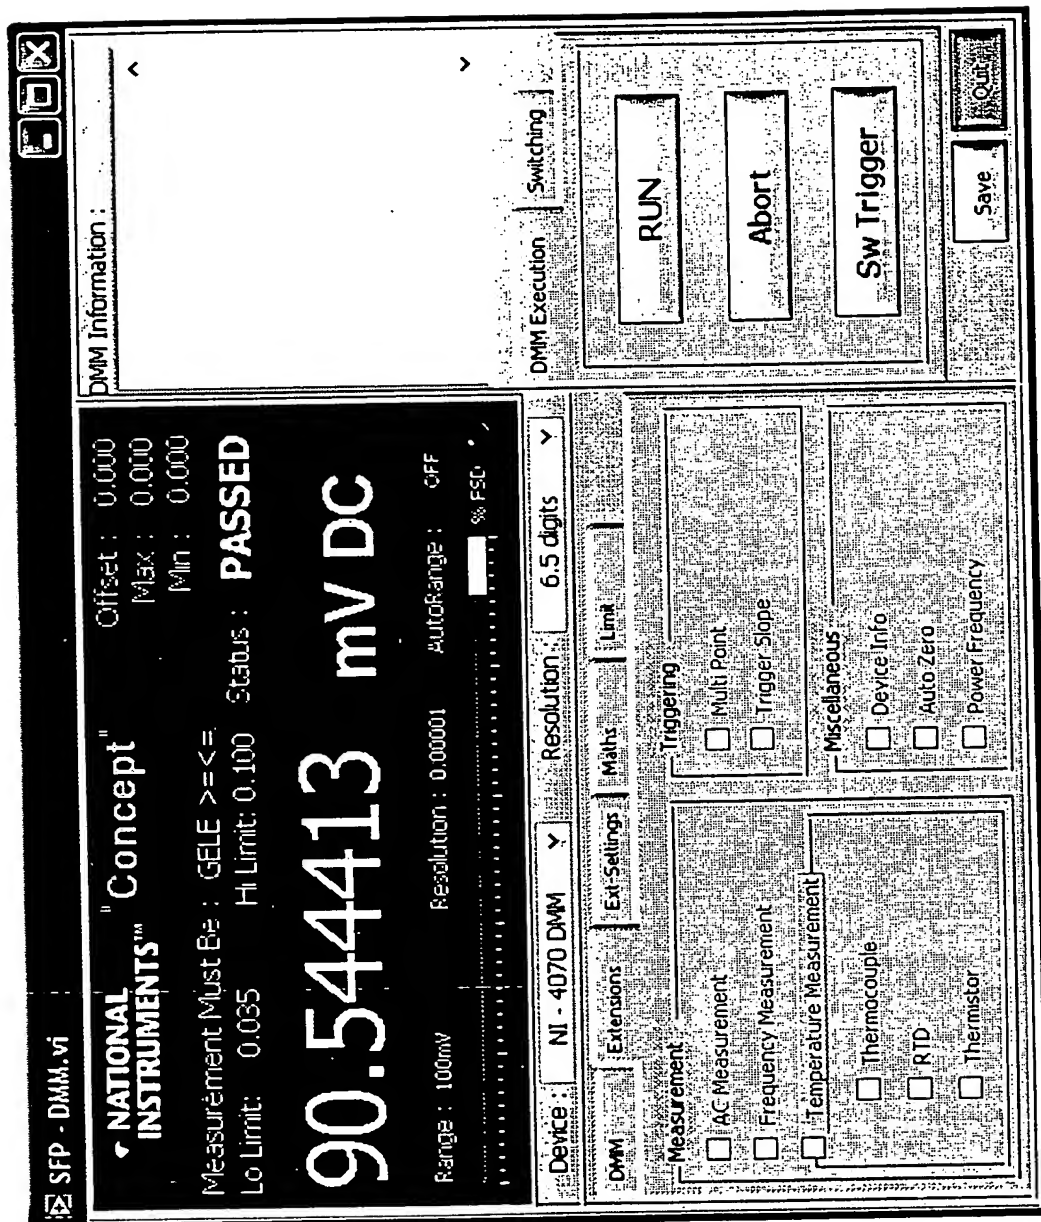 SFP - DMM.vi
NATIONAL INSTRUMENTS™ "Concept"
Offset : 0.000
Max : 0.000
Min : 0.000
Measurement Must Be : GELE >= <=
Lo Limit: 0.035 Hi Limit: 0.100 Status : PASSED
90.5444413 mV DC
Range : 100mV Resolution : 0.00001 AutoRange : OFF
% FSD
DMM Information :
Device : NI - 4070 DMM Resolution : 6.5 digits
DMM Extensions Ext-Settings Maths Limit
Measurement
AC Measurement
Frequency Measurement
Temperature Measurement
Thermocouple
RTD
Thermistor
Triggering
Multi Point
Trigger Slope
Miscellaneous
Device Info
Auto Zero
Power Frequency
DMM Execution Switching
RUN
Abort
Sw Trigger
Save Quit